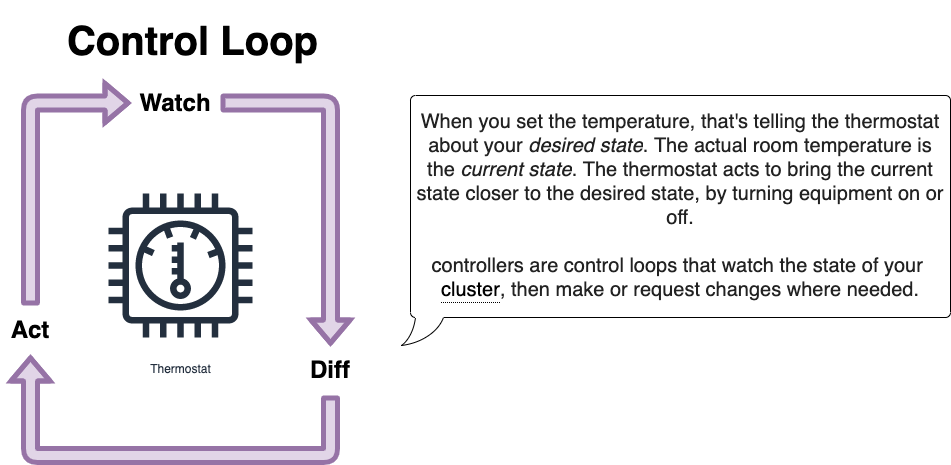 Control Loop
Watch
When you set the temperature, that's telling the thermostat
about your desired state. The actual room temperature is
the current state. The thermostat acts to bring the current
state closer to the desired state, by turning equipment on or
off.
controllers are control loops that watch the state of your
cluster, then make or request changes where needed.
Act
Thermostat
Diff